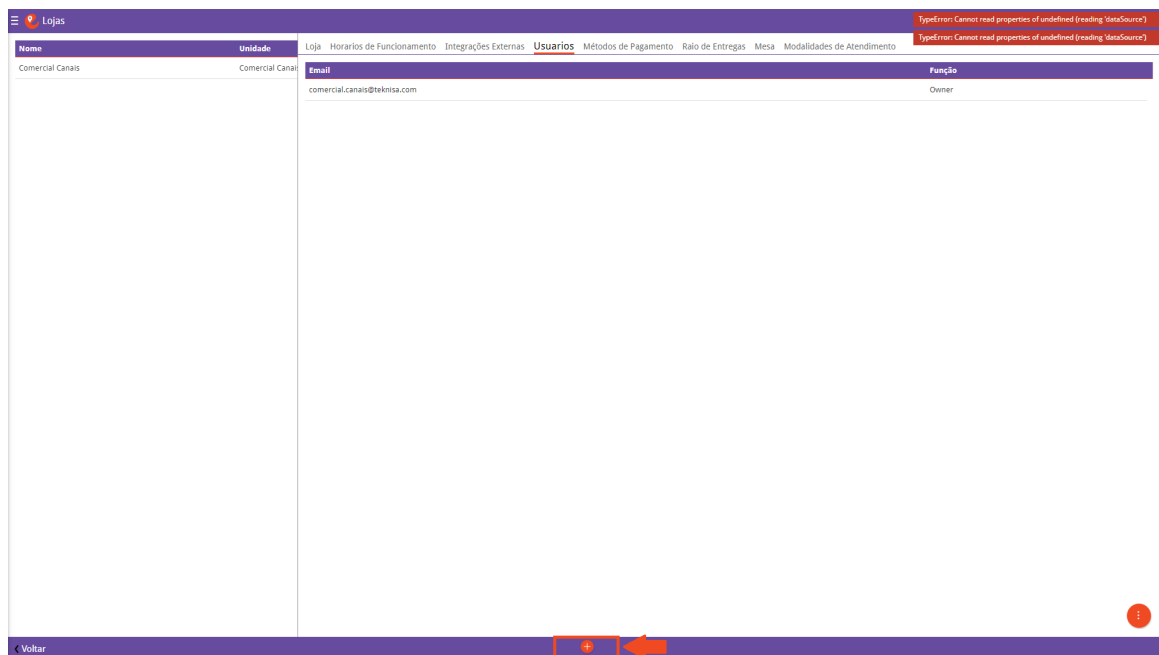 Lojas
TypeError: Cannot read properties of undefined (reading 'dataSource')
TypeError: Cannot read properties of undefined (reading 'dataSource')
Nome Unidade
Comercial Canais Comercial Canais
Loja Horarios de Funcionamento Integrações Externas Usuarios Métodos de Pagamento Raio de Entregas Mesa Modalidades de Atendimento
Email Função
comercial.canais@teknisa.com Owner
Voltar